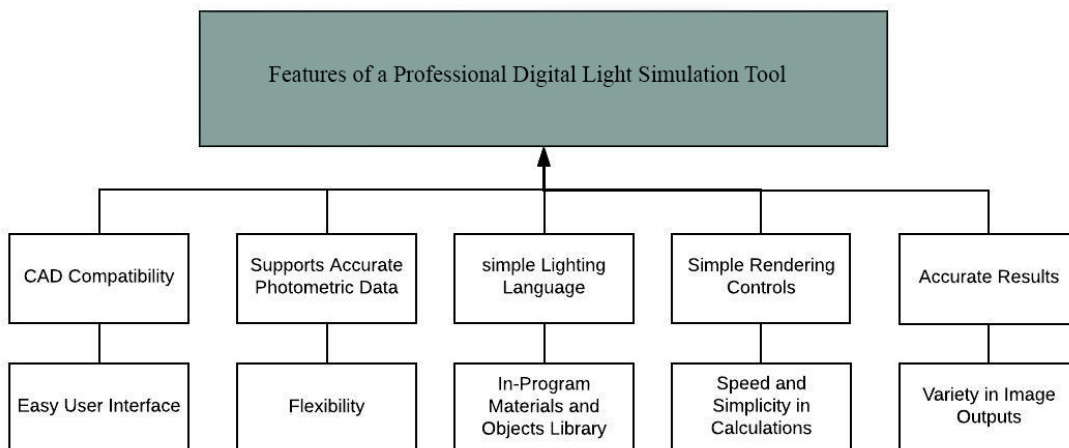 Features of a Professional Digital Light Simulation Tool
CAD Compatibility
Supports Accurate
Photometric Data
simple Lighting
Language
Simple Rendering
Controls
Accurate Results
Easy User Interface
Flexibility
In-Program
Materials and
Objects Library
Speed and
Simplicity in
Calculations
Variety in Image
Outputs